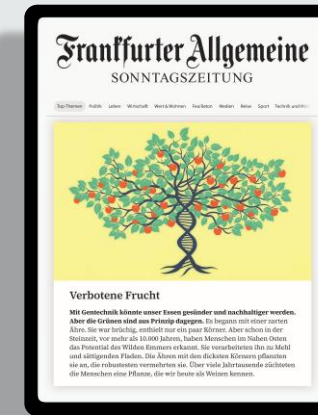 Frankfurter Allgemeine
SONNTAGSZEITUNG
Top-Themen Politik Leben Wirtschaft Wert&Wohnen Feuilleton Medien Reise Sport Technik und
Verbotene Frucht
Mit Gentechnik könnte unser Essen gesünder und nachhaltiger werden.
Aber die Grünen sind aus Prinzip dagegen. Es begann mit einer zarten
Ähre. Sie war brüchig, enthielt nur ein paar Körner. Aber schon in der
Steinzeit, vor mehr als 10.000 Jahren, haben Menschen im Nahen Osten
das Potential des Wilden Emmers erkannt. Sie verarbeiteten ihn zu Mehl
und sättigenden Fladen. Die Ähren mit den dicksten Körnern pflanzten
sie an, die robustesten vermehrten sie. Über viele Jahrtausende züchteten
die Menschen eine Pflanze, die wir heute als Weizen kennen.